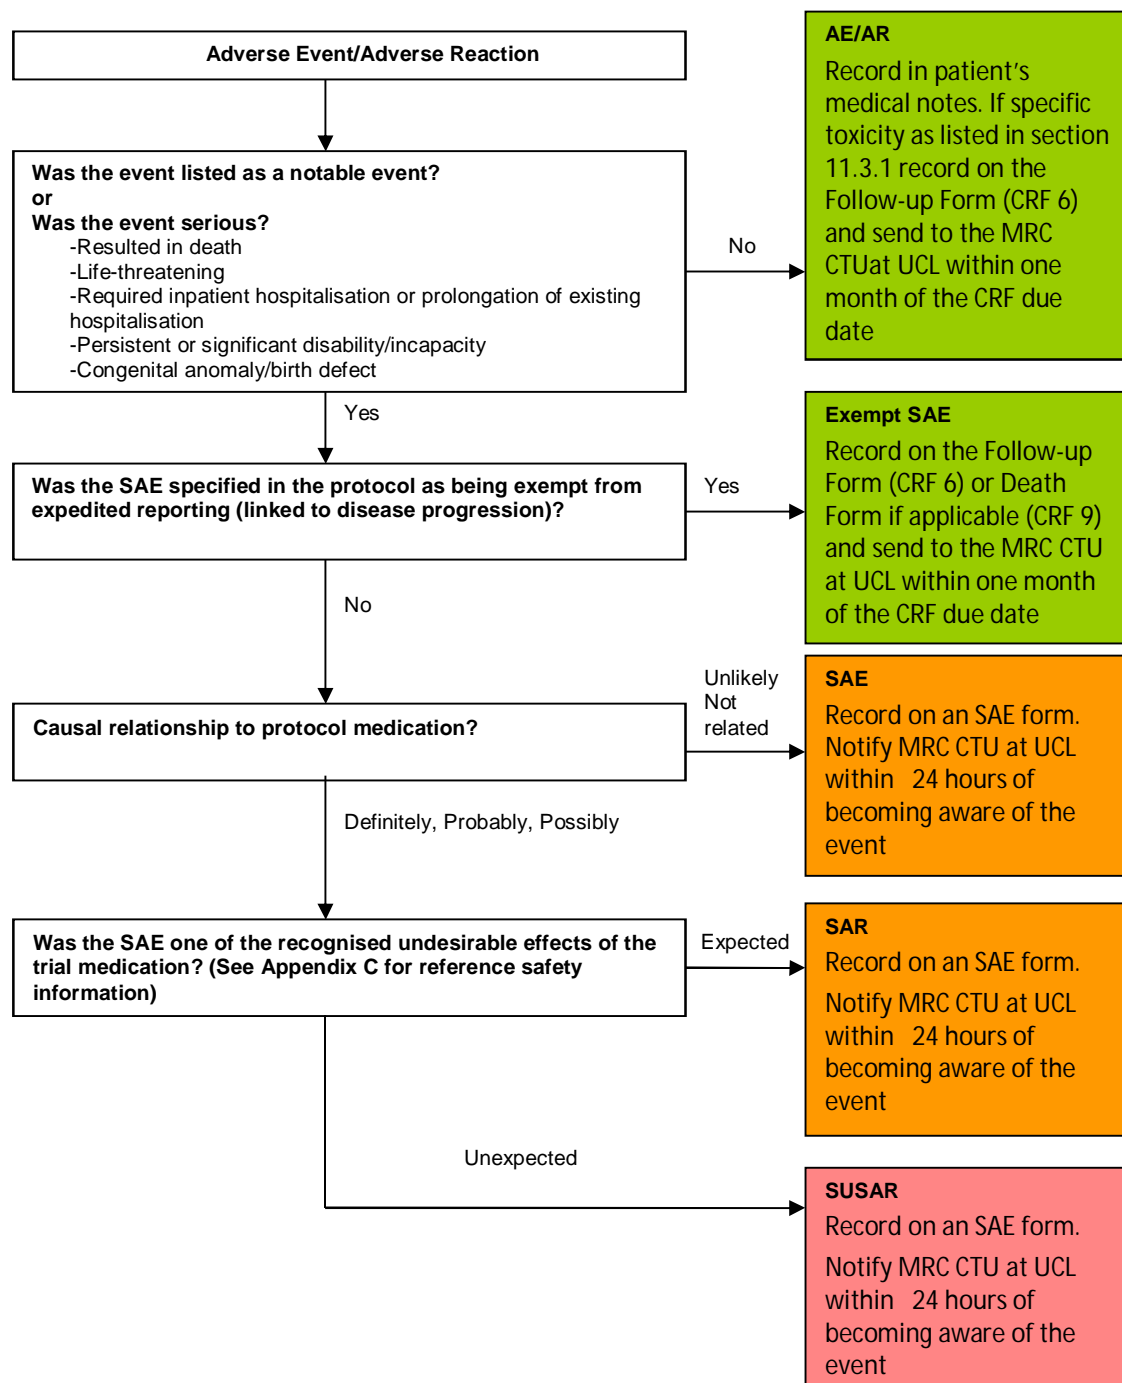 Adverse Event/Adverse Reaction
Was the event listed as a notable event?
or
Was the event serious?
-Resulted in death
-Life-threatening
-Required inpatient hospitalisation or prolongation of existing
hospitalisation
-Persistent or significant disability/incapacity
-Congenital anomaly/birth defect
No
AE/AR
Record in patient's
medical notes. If specific
toxicity as listed in section
11.3.1 record on the
Follow-up Form (CRF 6)
and send to the MRC
CTUat UCL within one
month of the CRF due
date
Yes
Was the SAE specified in the protocol as being exempt from
expedited reporting (linked to disease progression)?
Yes
Exempt SAE
Record on the Follow-up
Form (CRF 6) or Death
Form if applicable (CRF 9)
and send to the MRC CTU
at UCL within one month
of the CRF due date
No
Causal relationship to protocol medication?
Unlikely
Not
related
SAE
Record on an SAE form.
Notify MRC CTU at UCL
within 24 hours of
becoming aware of the
event
Definitely, Probably, Possibly
Was the SAE one of the recognised undesirable effects of the
trial medication? (See Appendix C for reference safety
information)
Expected
SAR
Record on an SAE form.
Notify MRC CTU at UCL
within 24 hours of
becoming aware of the
event
Unexpected
SUSAR
Record on an SAE form.
Notify MRC CTU at UCL
within 24 hours of
becoming aware of the
event